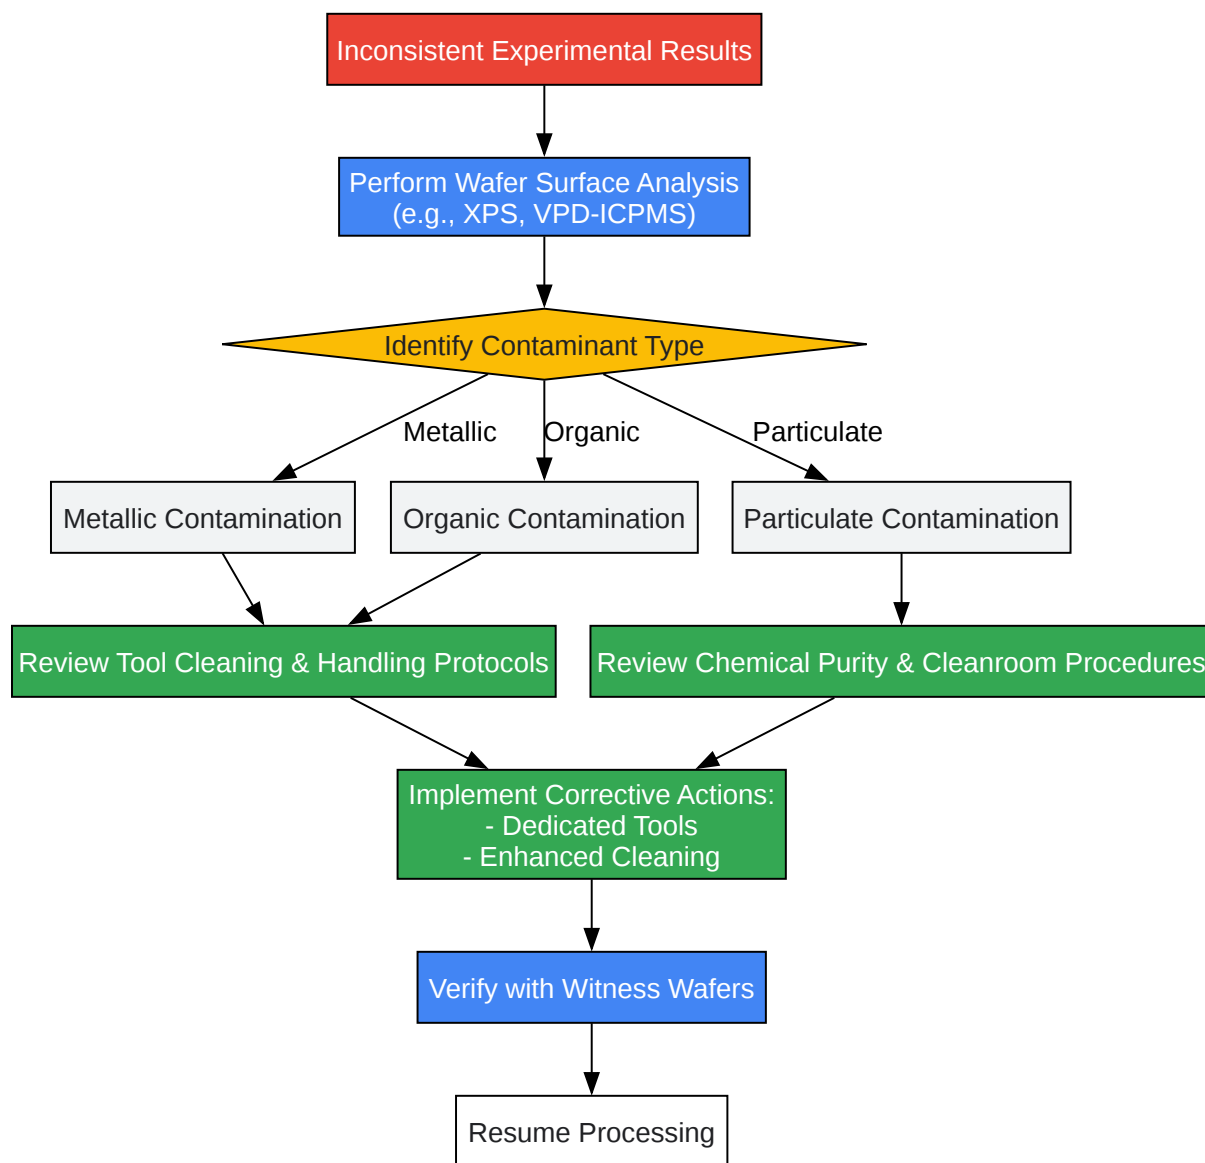 Inconsistent Experimental Results
Perform Wafer Surface Analysis
(e.g., XPS, VPD-ICPMS)
Identify Contaminant Type
Metallic
Organic
Particulate
Metallic Contamination
Organic Contamination
Particulate Contamination
Review Tool Cleaning & Handling Protocols
Review Chemical Purity & Cleanroom Procedures
Implement Corrective Actions:
- Dedicated Tools
- Enhanced Cleaning
Verify with Witness Wafers
Resume Processing